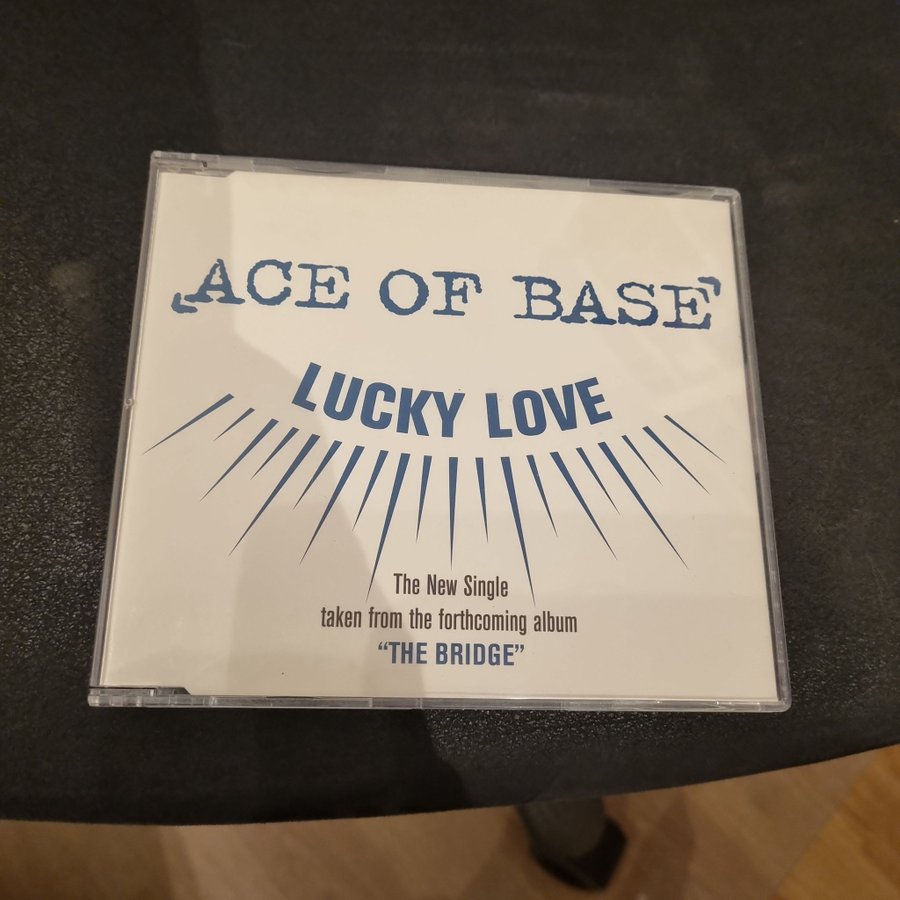 ACE OF BASE
LUCKY LOVE
The New Single
taken from the forthcoming album
“THE BRIDGE”